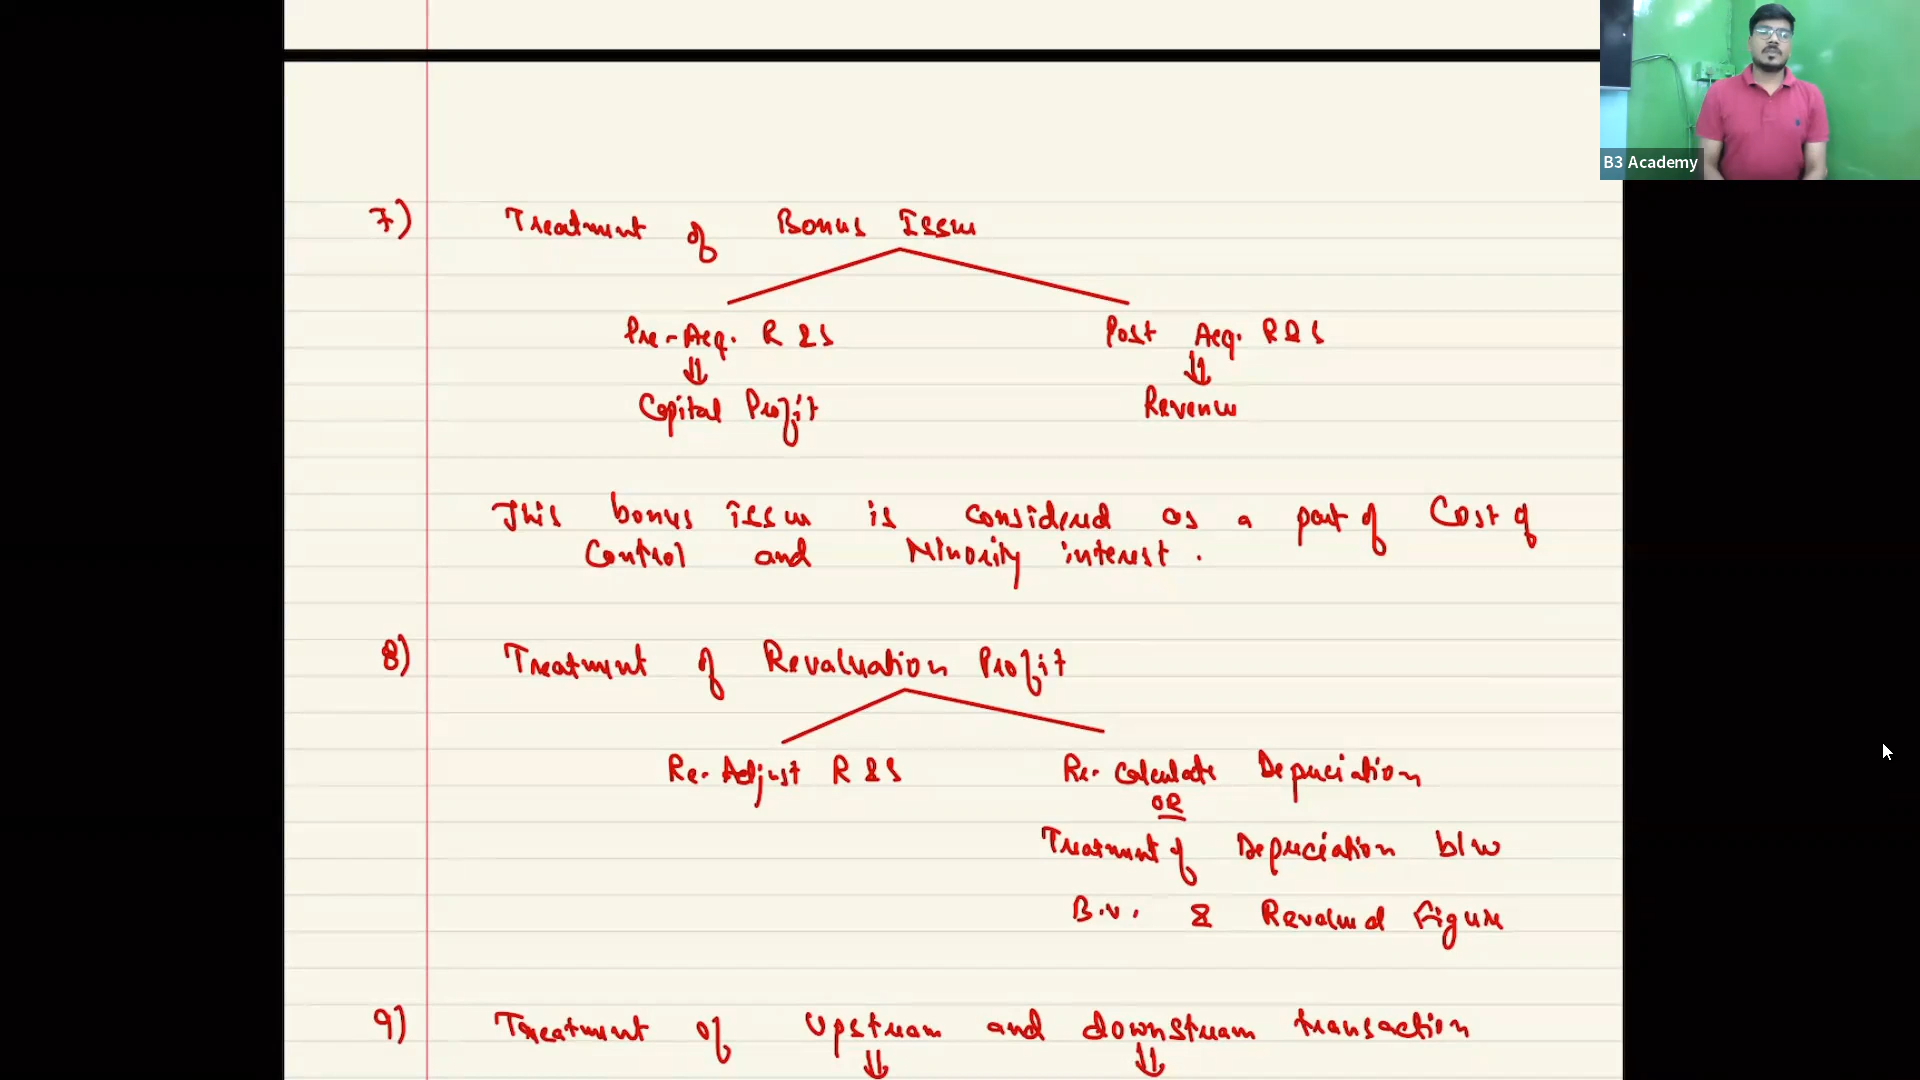 B3 Academy
7) Treatment of Bonus Issue
Pre-Acq. R & S Post Acq. R & S
Capital Profit Revenue
This bonus issue is considered as a part of Cost of
Control and Minority interest.
8) Treatment of Revaluation Profit
Re-Adjust R & S Re-calculate Depreciation
OR
Treatment of Depreciation b/w
B.V. & Revalued Figure
9) Treatment of Upstream and downstream transaction